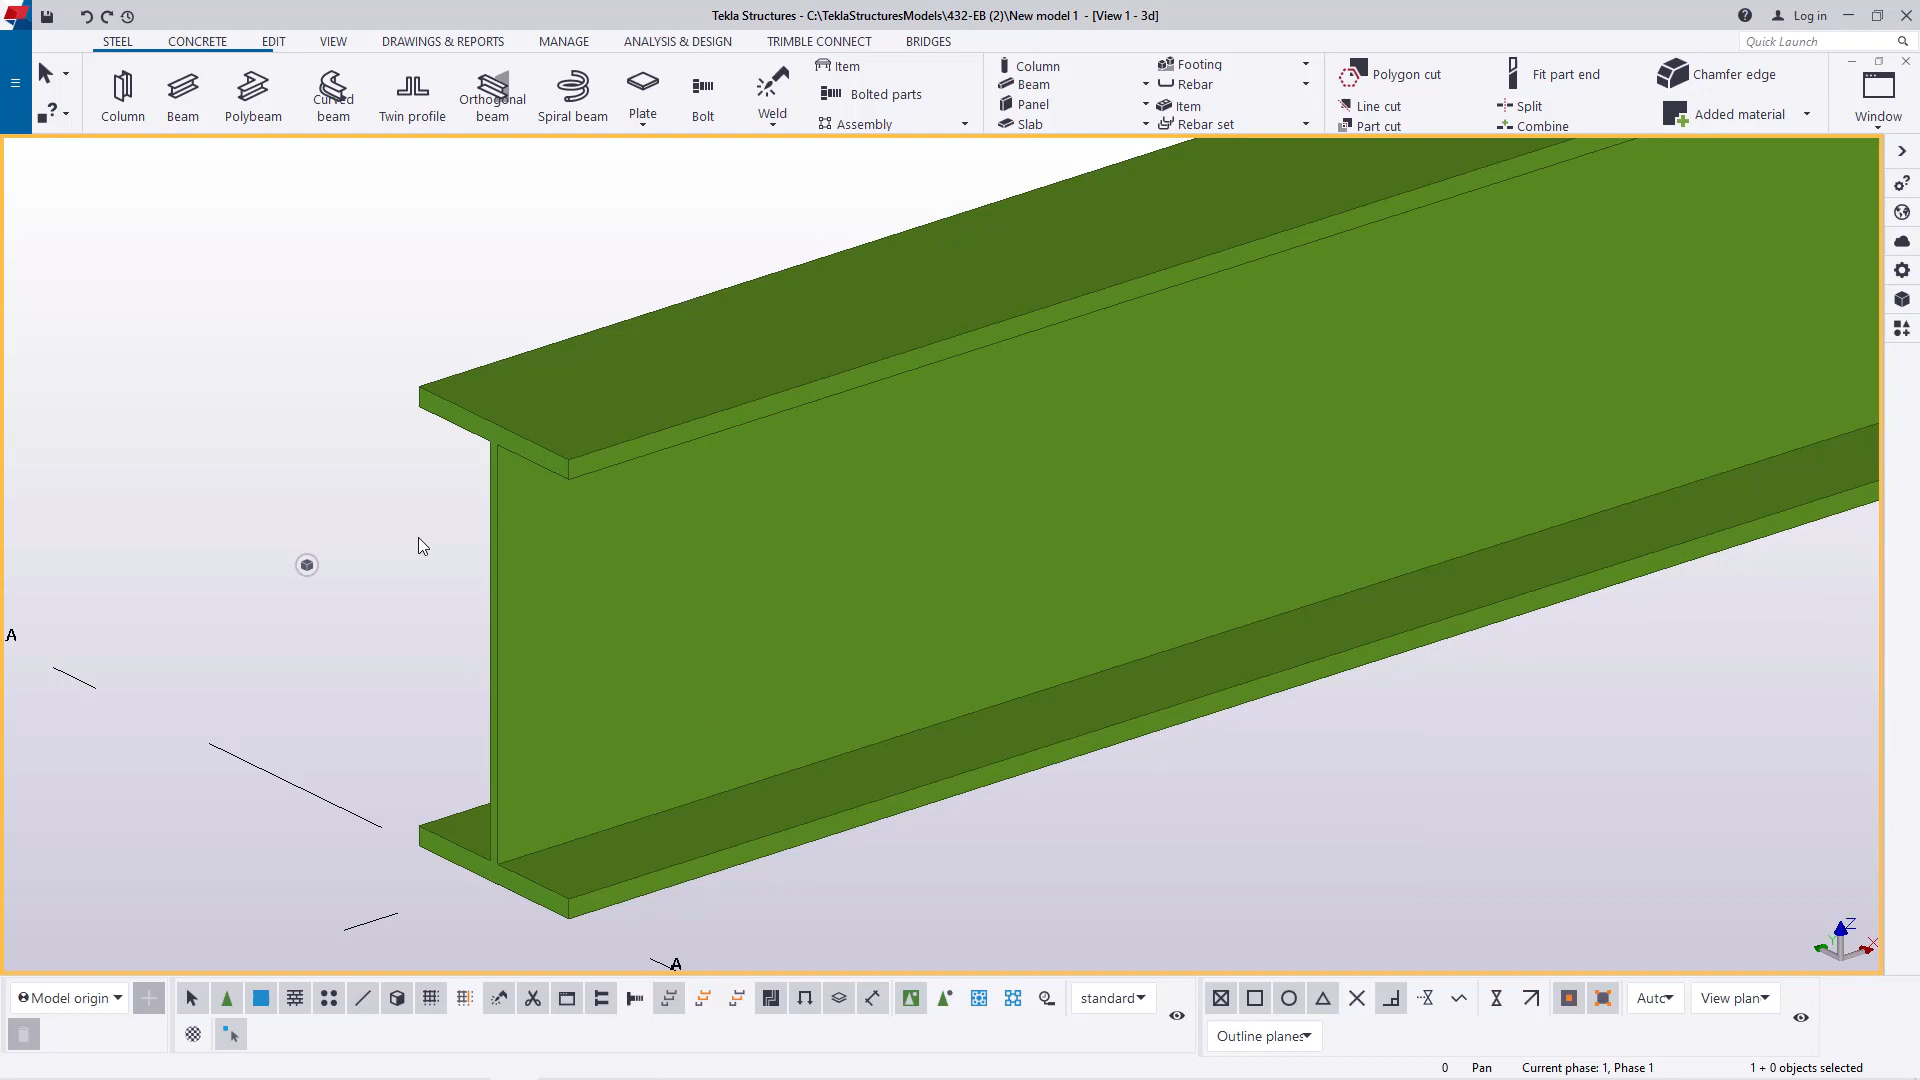 Tekla Structures - C:\TeklaStructuresModels\432-EB (2)\New model 1 - [View 1 - 3d]
Log in
STEEL CONCRETE EDIT VIEW DRAWINGS & REPORTS MANAGE ANALYSIS & DESIGN TRIMBLE CONNECT BRIDGES
Quick Launch
Column
Beam
Polybeam
Curved
beam
Twin profile
Orthogonal
beam
Spiral beam
Plate
Bolt
Weld
Item
Bolted parts
Assembly
Column
Beam
Panel
Slab
Footing
Rebar
Item
Rebar set
Polygon cut
Line cut
Part cut
Fit part end
Split
Combine
Chamfer edge
Added material
Window
A
A
Z
Y
X
Model origin
standard
Auto
View plan
Outline planes
0 Pan Current phase: 1, Phase 1 1 + 0 objects selected